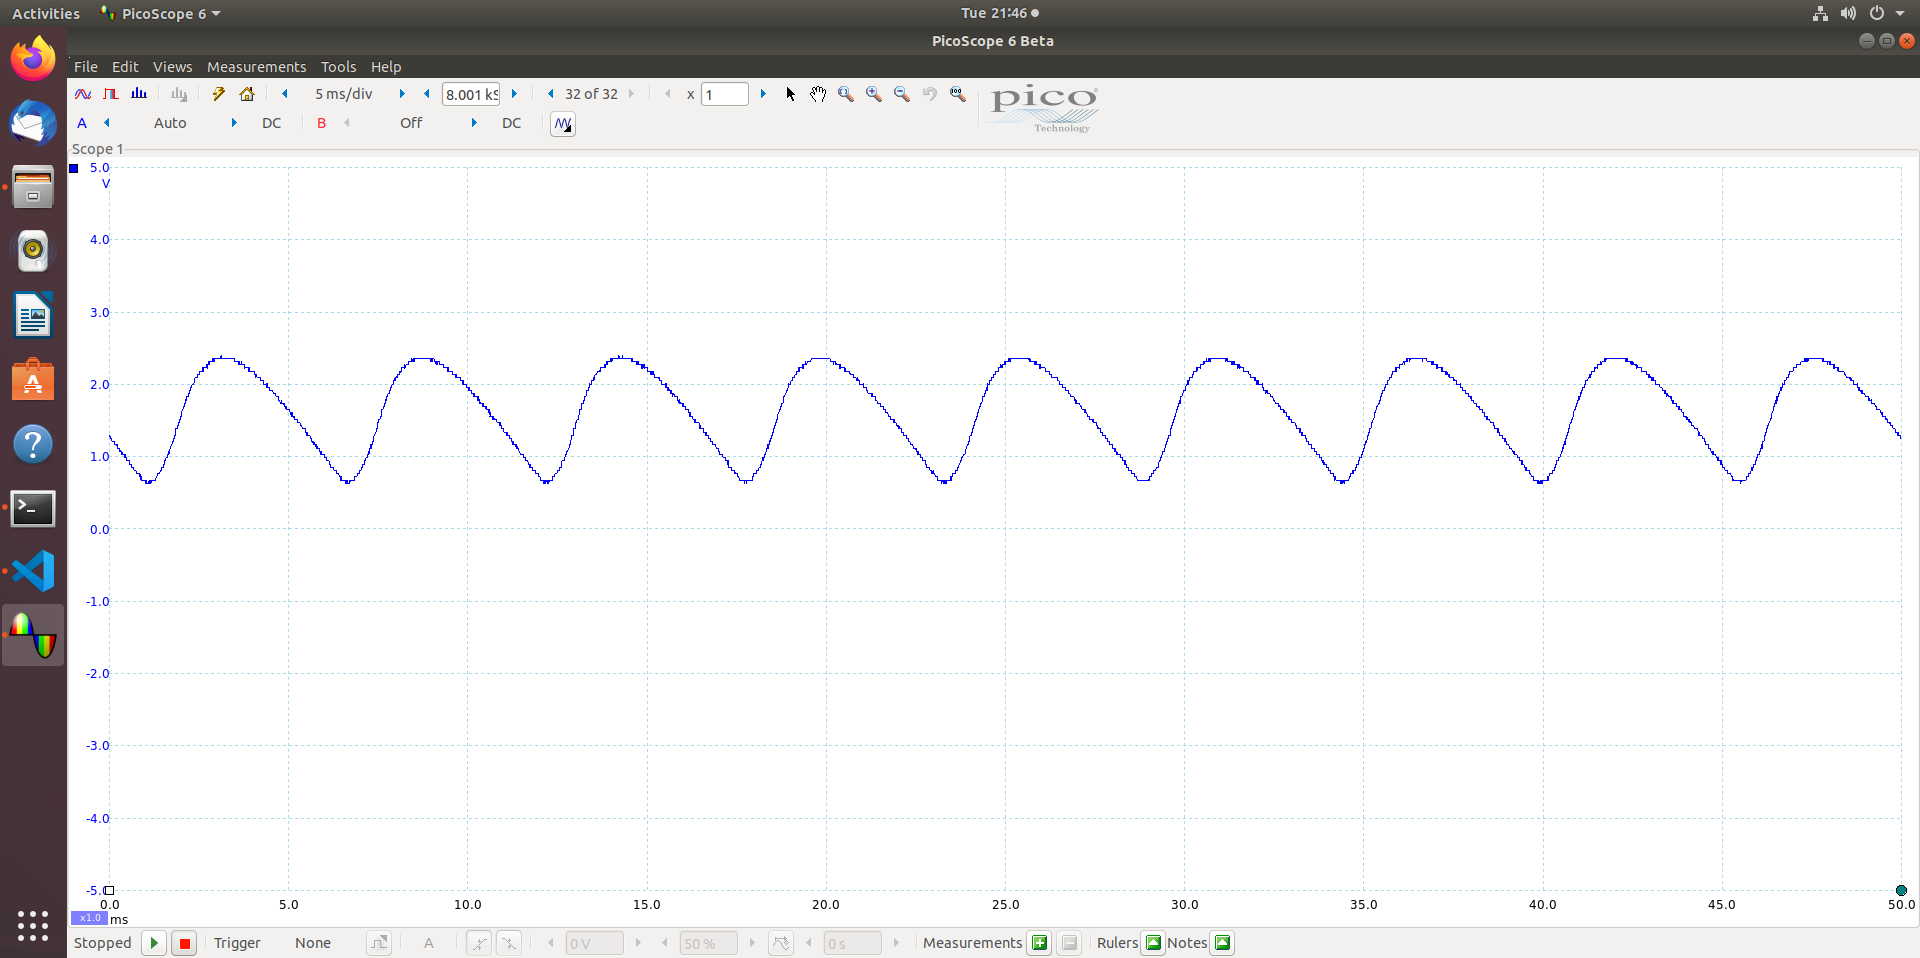 Activities PicoScope 6 Tue 21:46
PicoScope 6 Beta
File Edit Views Measurements Tools Help
5 ms/div 8.001 kS 32 of 32 x 1
pico
Technology
A Auto DC B Off DC
Scope 1
5.0
V
4.0
3.0
2.0
1.0
0.0
-1.0
-2.0
-3.0
-4.0
-5.0
0.0 5.0 10.0 15.0 20.0 25.0 30.0 35.0 40.0 45.0 50.0
x1.0 ms
Stopped Trigger None A 0 V 50 % 0 s Measurements Rulers Notes